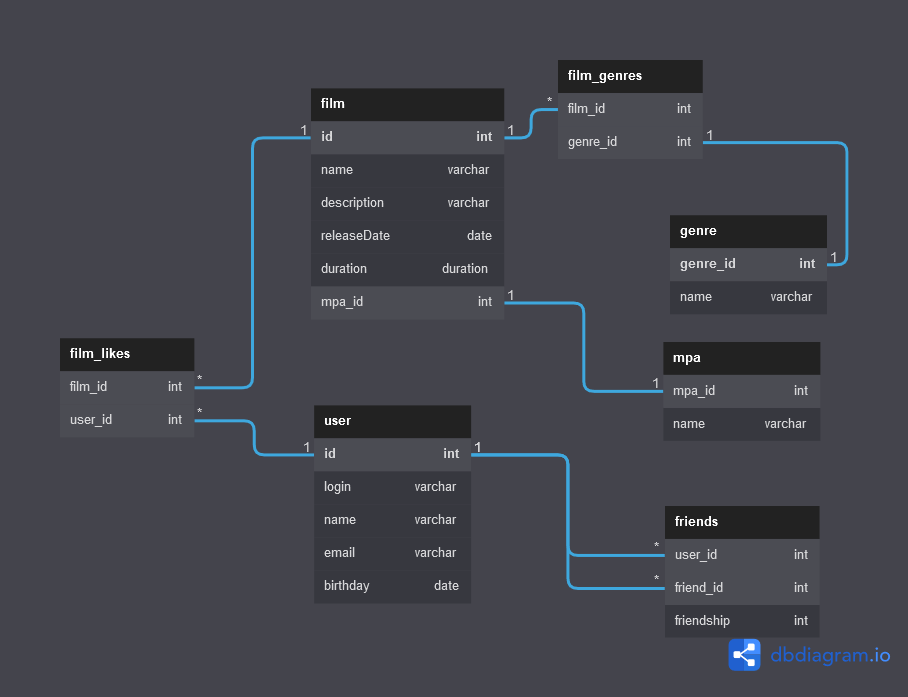 film_genres
film_id int
genre_id int
film
id int
name varchar
description varchar
releaseDate date
duration duration
mpa_id int
genre
genre_id int
name varchar
film_likes
film_id int
user_id int
mpa
mpa_id int
name varchar
user
id int
login varchar
name varchar
email varchar
birthday date
friends
user_id int
friend_id int
friendship int
1
1
*
1
1
1
1
*
*
1
1
*
*
dbdiagram.io